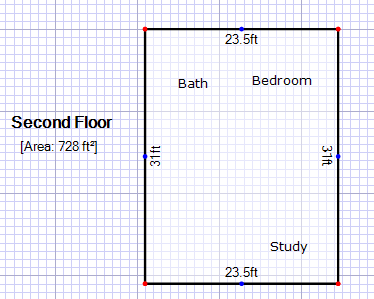 23.5ft
Bath
Bedroom
Second Floor
[Area: 728 ft²]
31ft
31ft
Study
23.5ft